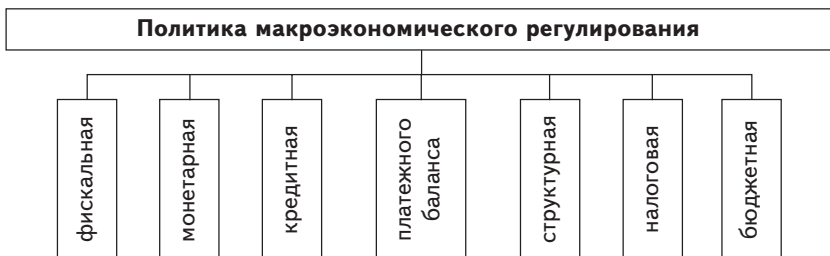 Политика макроэкономического регулирования
фискальная
монетарная
кредитная
платежного
баланса
структурная
налоговая
бюджетная